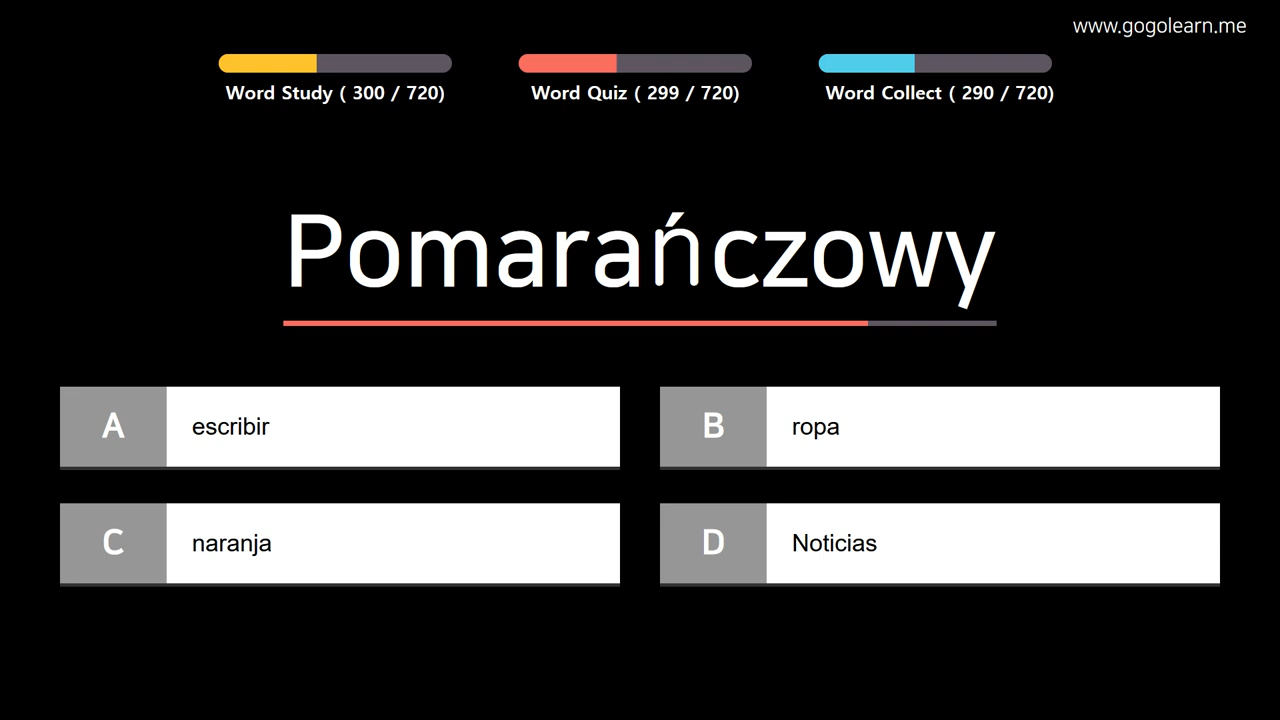 www.gogolearn.me
Word Study ( 300 / 720)
Word Quiz ( 299 / 720)
Word Collect ( 290 / 720)
Pomarańczowy
A escribir
B ropa
C naranja
D Noticias